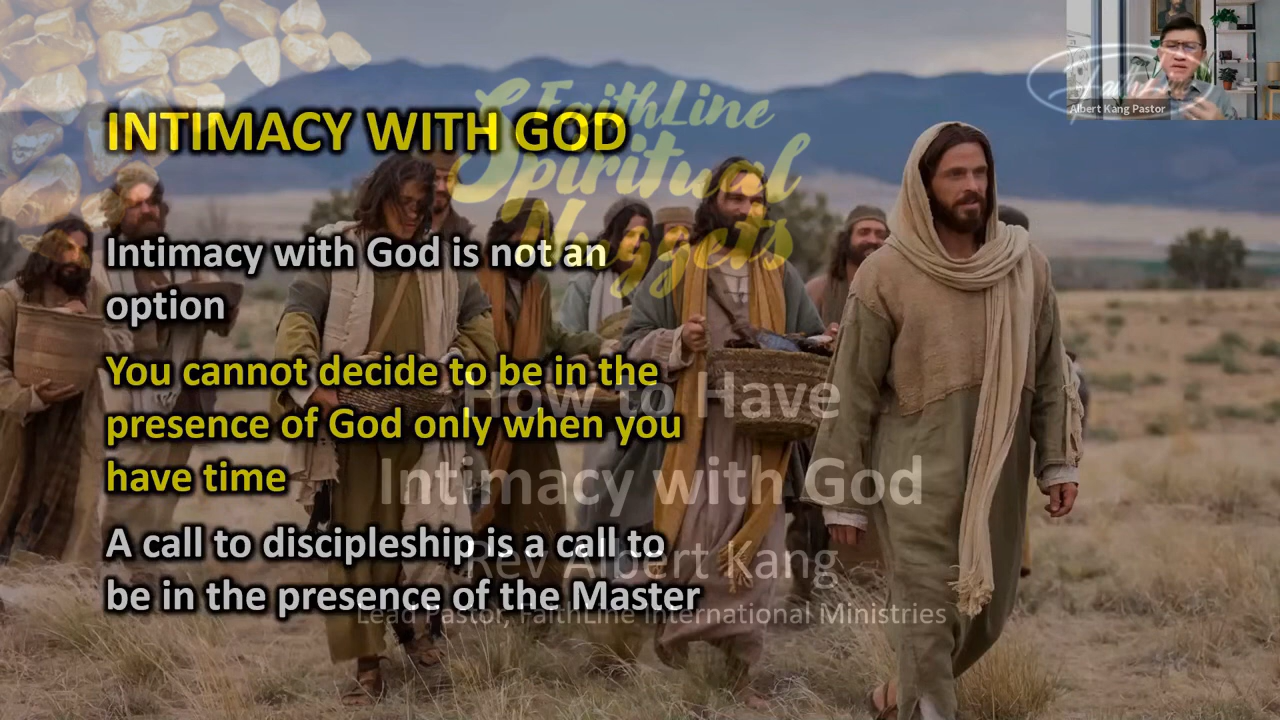 FaithLine
Spiritual
Nuggets
INTIMACY WITH GOD
Intimacy with God is not an
option
You cannot decide to be in the
presence of God only when you
have time
A call to discipleship is a call to
be in the presence of the Master
How to Have
Intimacy with God
Rev Albert Kang
Lead Pastor, FaithLine International Ministries
Albert Kang Pastor